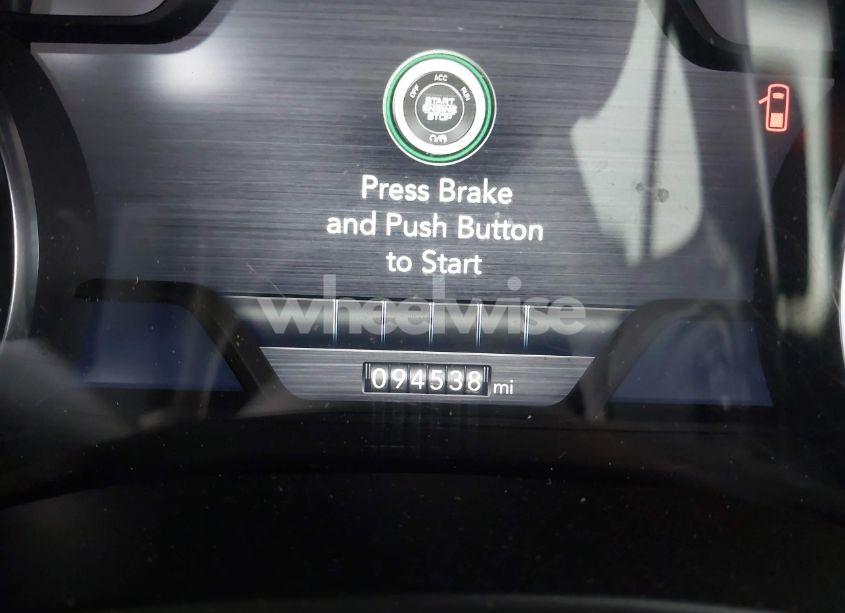 OFF ACC RUN
START
ENGINE
STOP
Press Brake
and Push Button
to Start
wheelwise
094538 mi